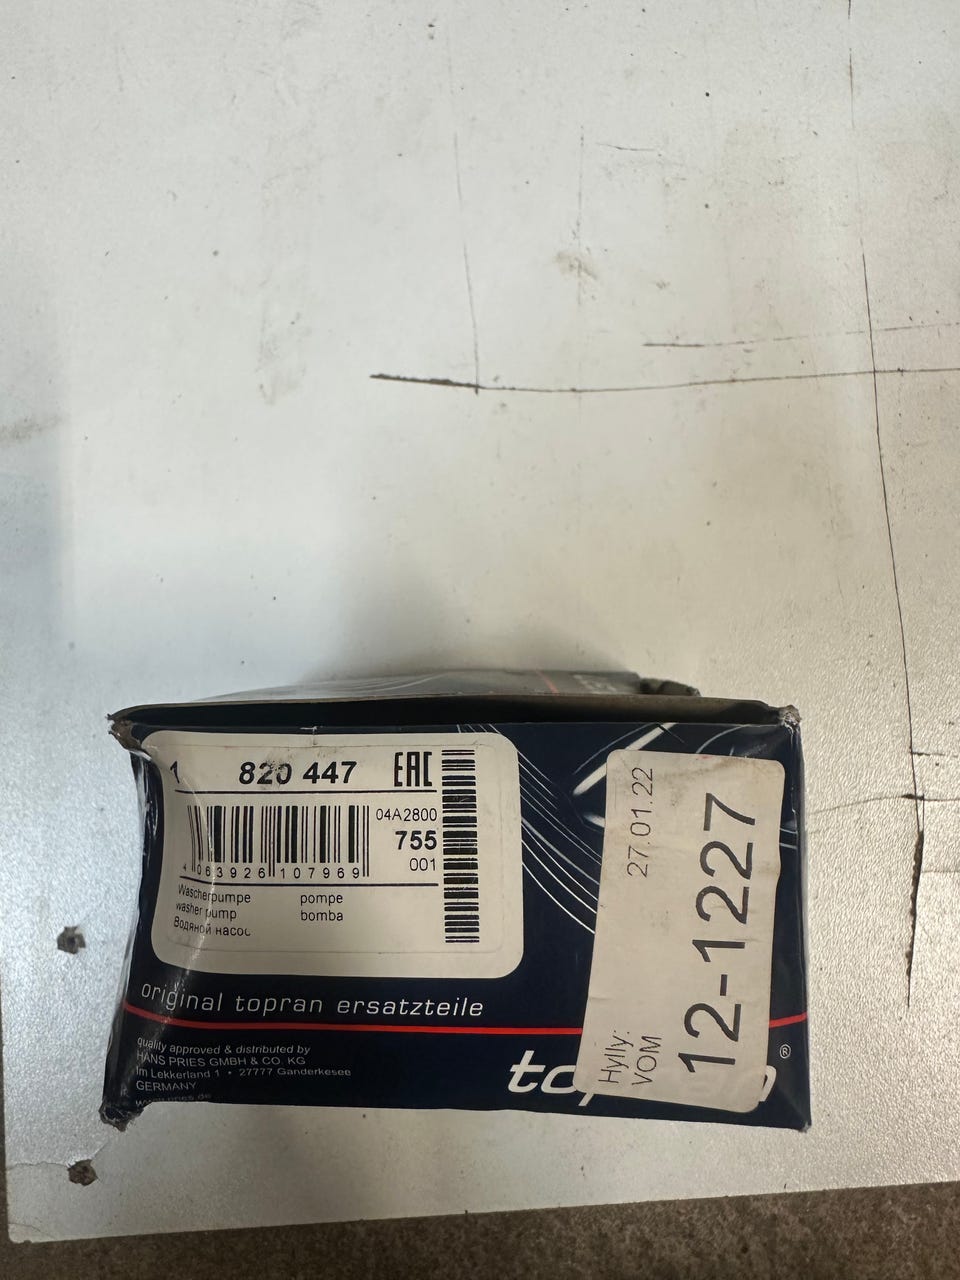 1 820 447 EAC
04A2800
755
001
4 063926 107969
Wascherpumpe pompe
washer pump bomba
Водяной насос
original topran ersatzteile
quality approved & distributed by
HANS PRIES GMBH & CO. KG
Im Lekkerland 1 • 27777 Ganderkesee
GERMANY
®
27.01.22
12-1227
Hylly:
VOM